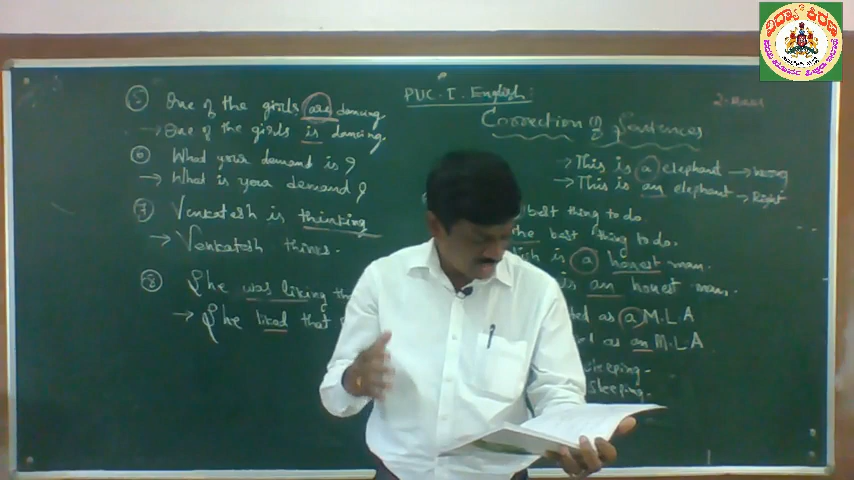 PUC-I English:
Correction of Sentences
2-Marks
⑤ One of the girls are dancing
→ One of the girls is dancing.
⑥ What your demand is ?
→ What is your demand ?
⑦ Venkatesh is thinking
→ Venkatesh thinks.
⑧ She was liking
→ She liked that
→ This is a elephant → wrong
→ This is an elephant → Right
best thing to do.
the best thing to do.
is a honest man.
is an honest man.
as a M.L.A
as an M.L.A
sleeping.
ವಿದ್ಯಾ ಕಿರಣ